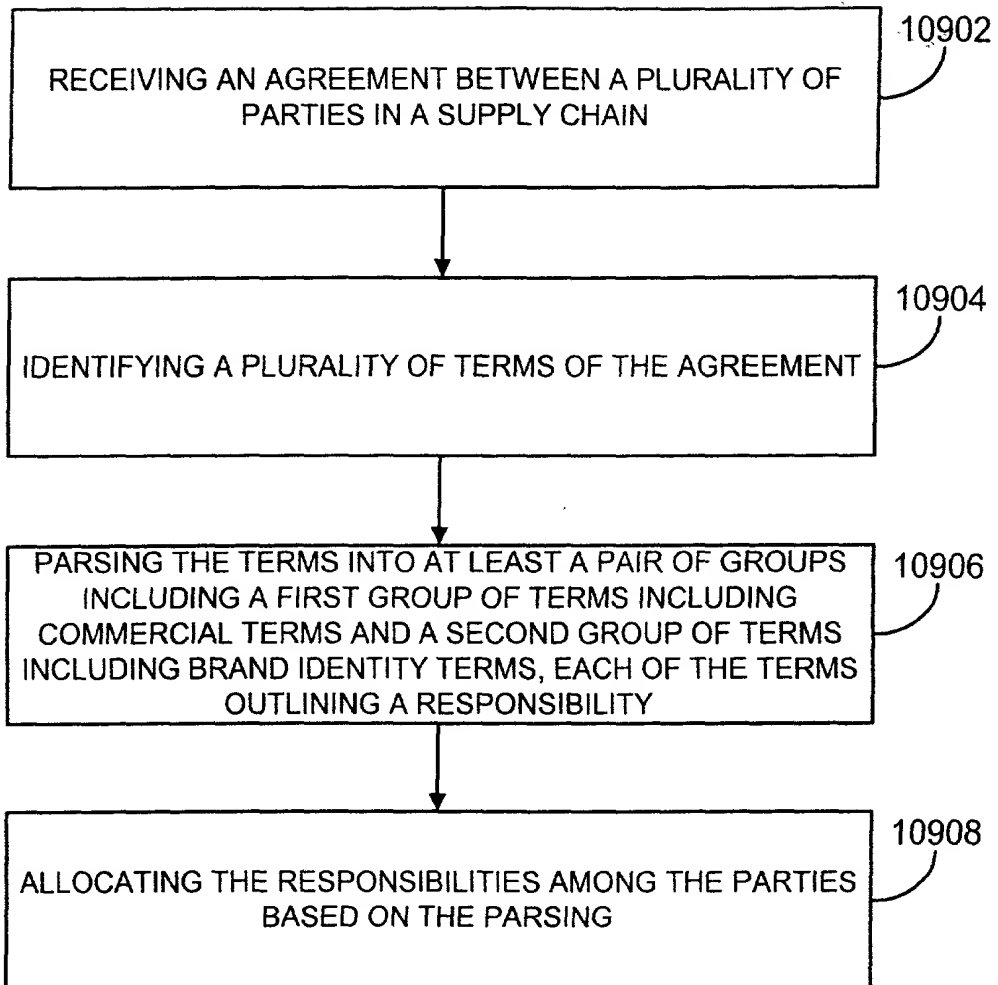 10902
RECEIVING AN AGREEMENT BETWEEN A PLURALITY OF
PARTIES IN A SUPPLY CHAIN
10904
IDENTIFYING A PLURALITY OF TERMS OF THE AGREEMENT
10906
PARSING THE TERMS INTO AT LEAST A PAIR OF GROUPS
INCLUDING A FIRST GROUP OF TERMS INCLUDING
COMMERCIAL TERMS AND A SECOND GROUP OF TERMS
INCLUDING BRAND IDENTITY TERMS, EACH OF THE TERMS
OUTLINING A RESPONSIBILITY
10908
ALLOCATING THE RESPONSIBILITIES AMONG THE PARTIES
BASED ON THE PARSING